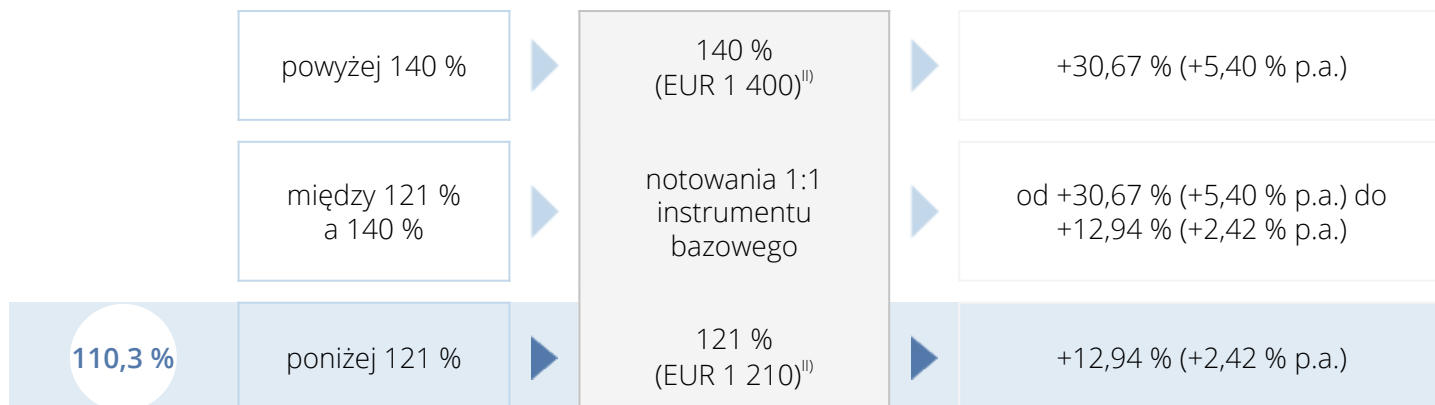 powyżej 140 %
140 %
(EUR 1 400)II)
+30,67 % (+5,40 % p.a.)
między 121 %
a 140 %
notowania 1:1
instrumentu
bazowego
od +30,67 % (+5,40 % p.a.) do
+12,94 % (+2,42 % p.a.)
110,3 %
poniżej 121 %
121 %
(EUR 1 210)II)
+12,94 % (+2,42 % p.a.)